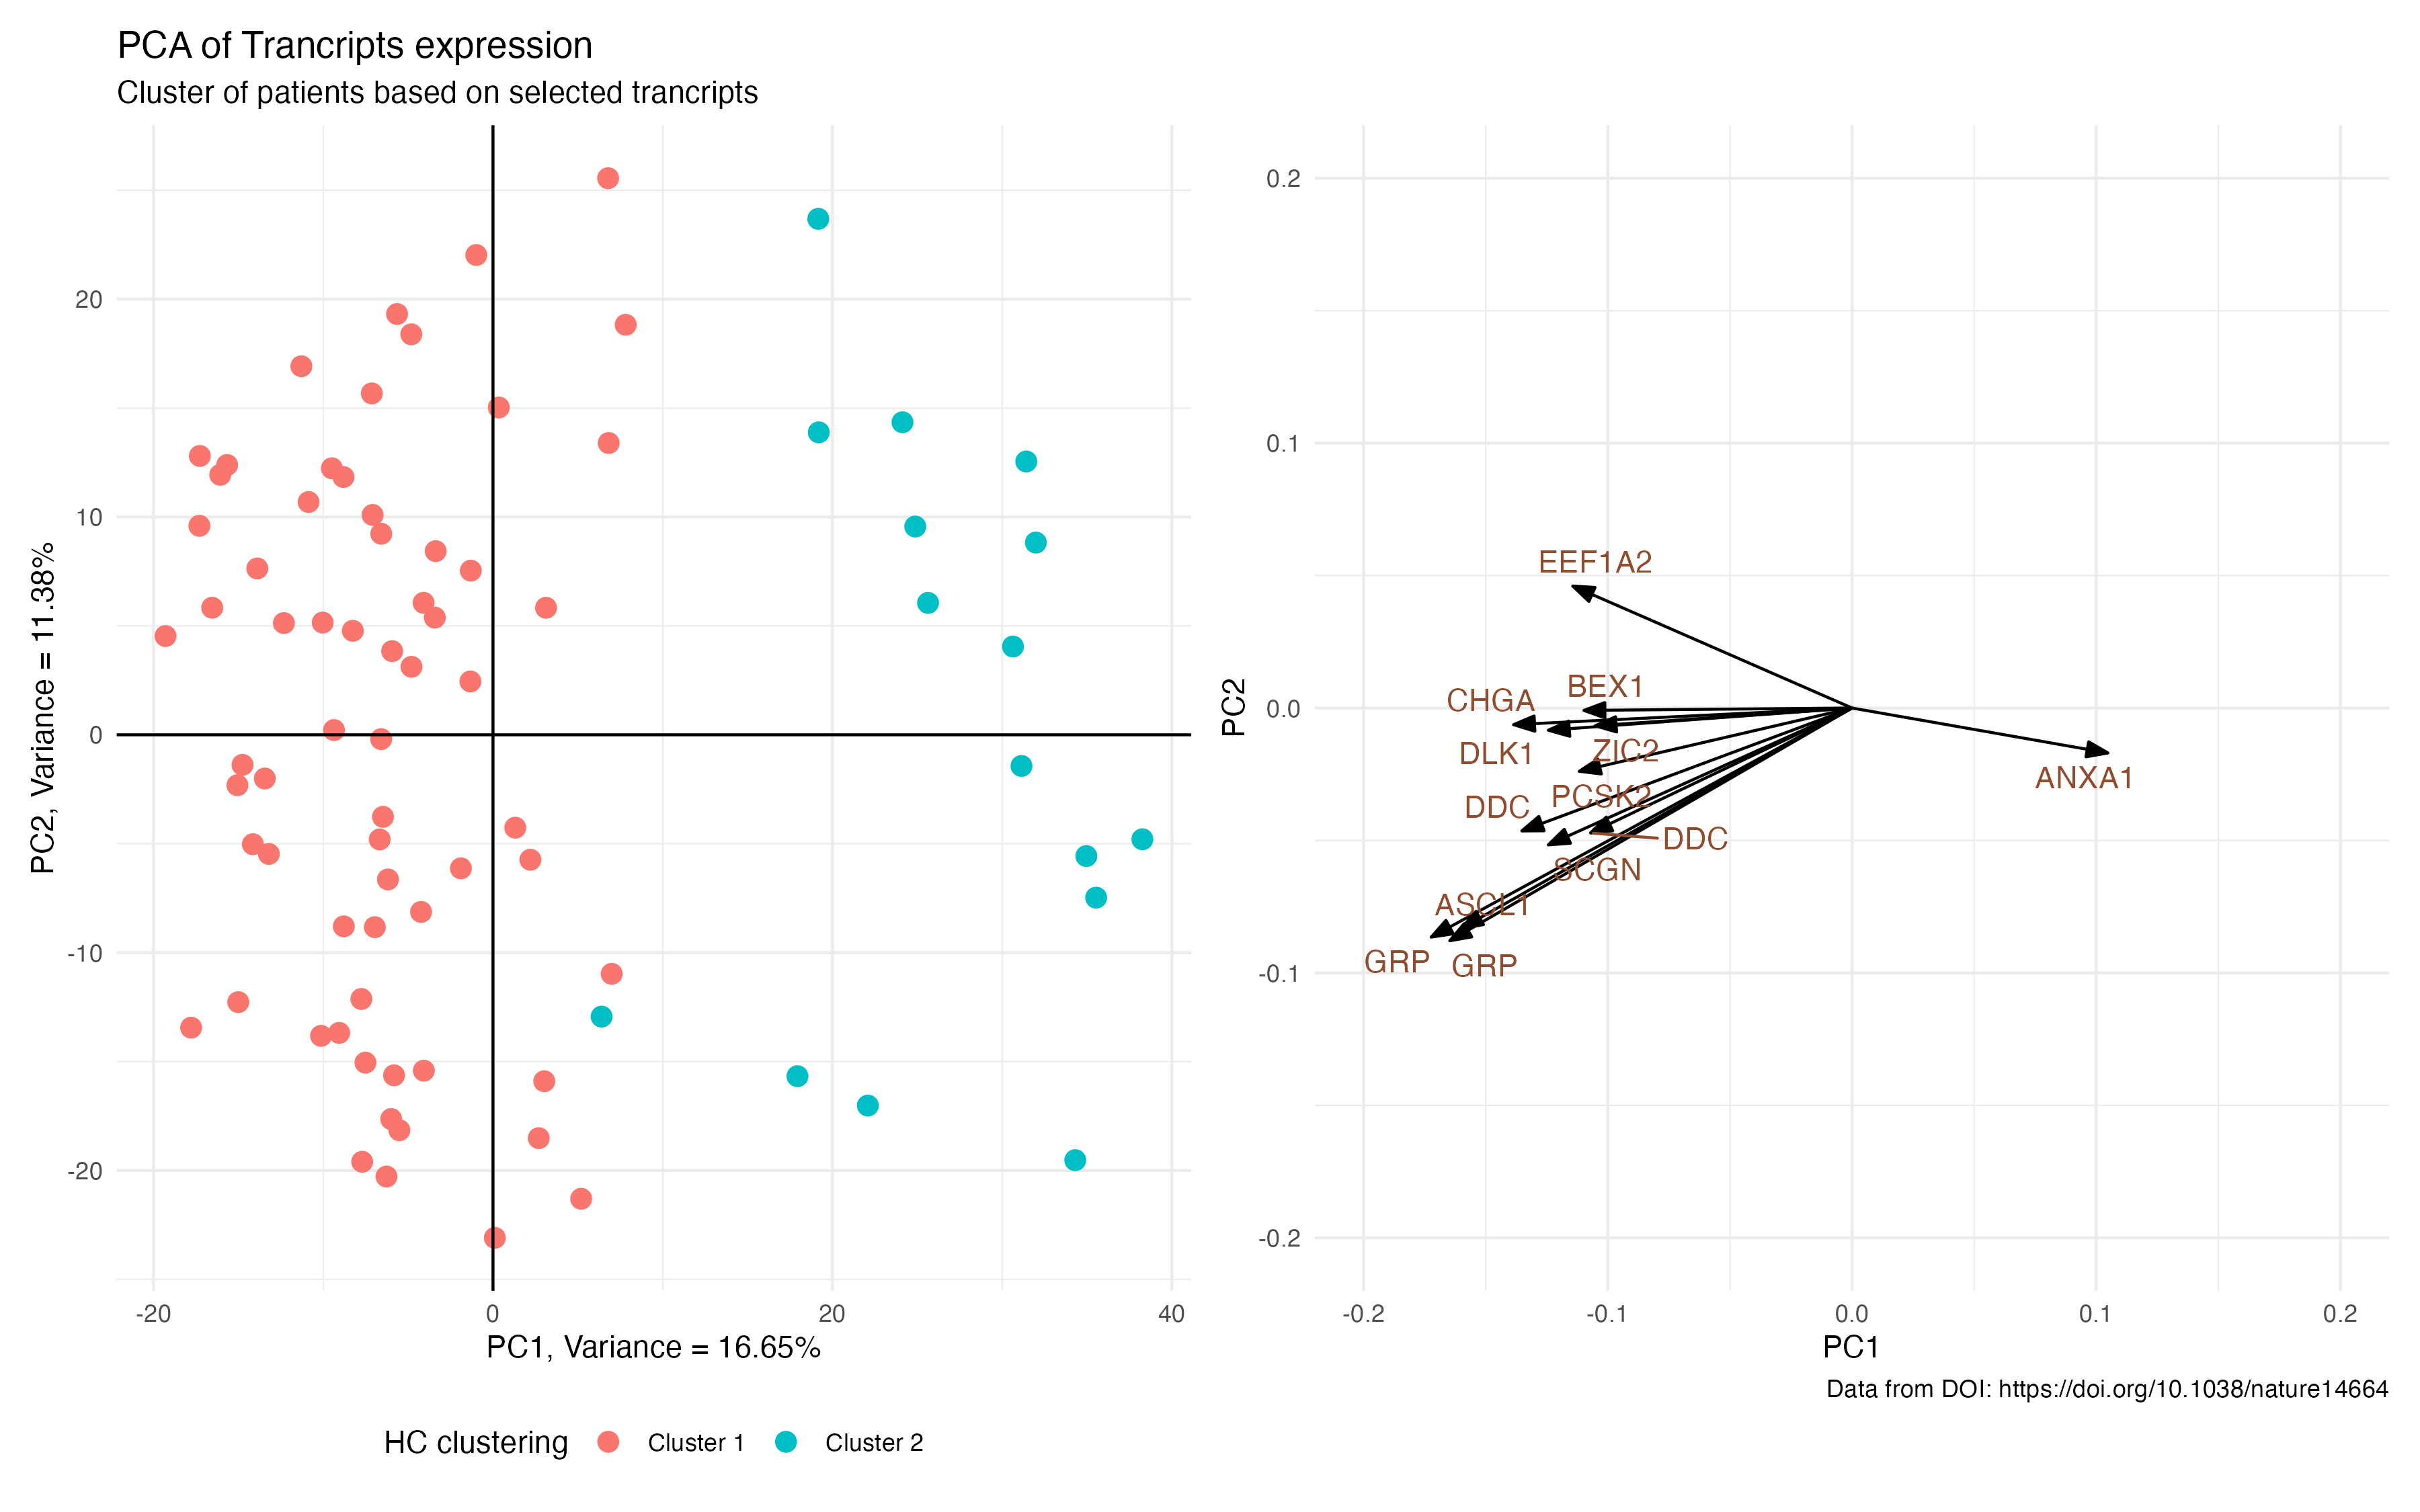 PCA of Trancripts expression
Cluster of patients based on selected trancripts
PC2, Variance = 11.38%
20
10
0
-10
-20
-20
0
20
40
PC1, Variance = 16.65%
HC clustering
Cluster 1
Cluster 2
PC2
0.2
0.1
0.0
-0.1
-0.2
EEF1A2
BEX1
CHGA
DLK1
ZIC2
ANXA1
PCSK2
DDC
DDC
SCGN
ASCL1
GRP
GRP
-0.2
-0.1
0.0
0.1
0.2
PC1
Data from DOI: https://doi.org/10.1038/nature14664